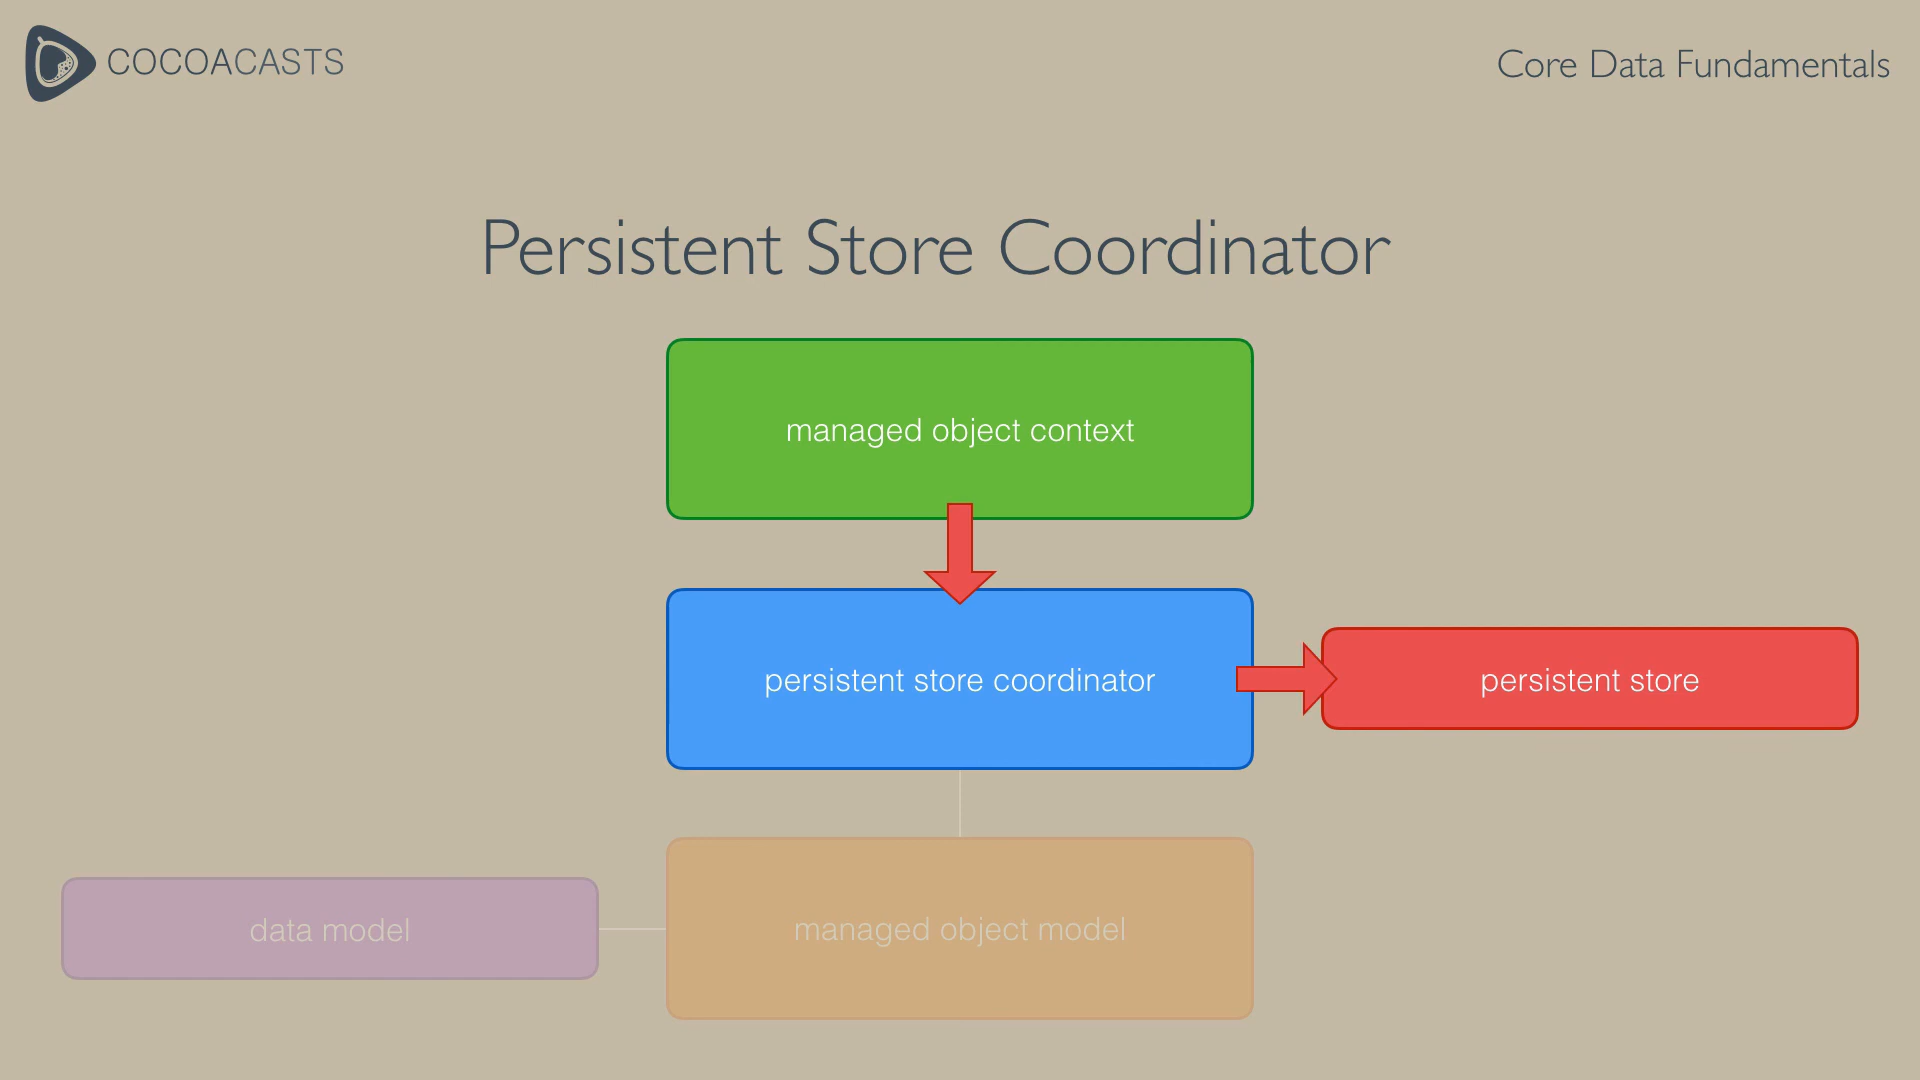 COCOACASTS
Core Data Fundamentals
Persistent Store Coordinator
managed object context
persistent store coordinator
persistent store
data model
managed object model